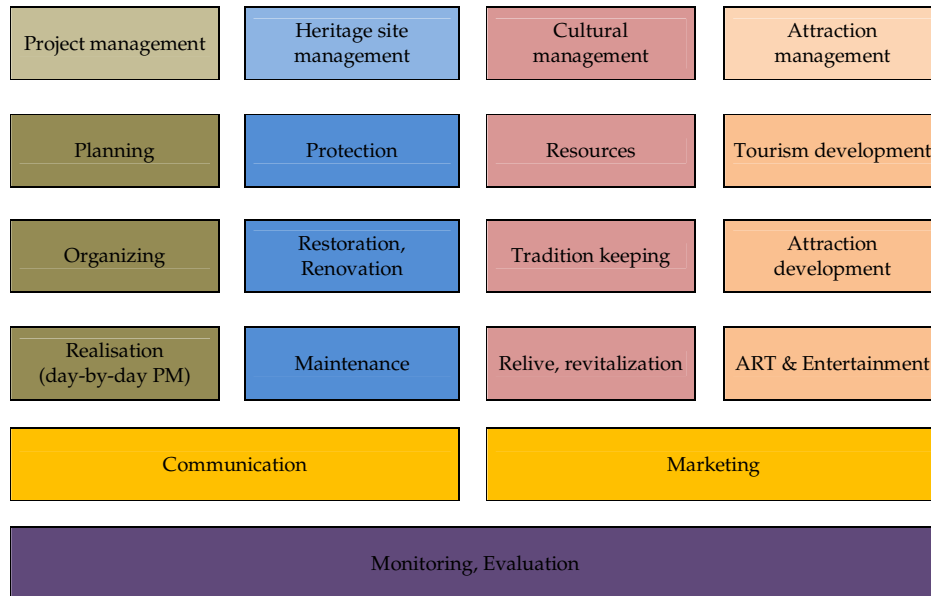 Project management
Heritage site
management
Cultural
management
Attraction
management
Planning
Protection
Resources
Tourism development
Organizing
Restoration,
Renovation
Tradition keeping
Attraction
development
Realisation
(day-by-day PM)
Maintenance
Relive, revitalization
ART & Entertainment
Communication
Marketing
Monitoring, Evaluation